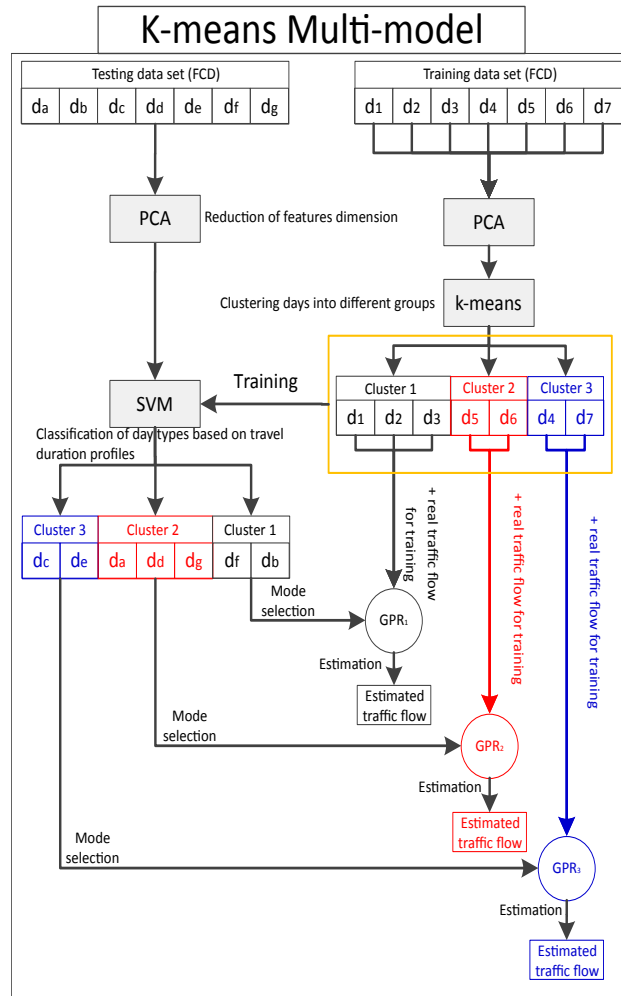 K-means Multi-model
Testing data set (FCD)
da db dc dd de df dg
Training data set (FCD)
d1 d2 d3 d4 d5 d6 d7
PCA
Reduction of features dimension
PCA
Clustering days into different groups
k-means
Training
SVM
Classification of day types based on travel
duration profiles
Cluster 1
d1 d2 d3
Cluster 2
d5 d6
Cluster 3
d4 d7
Cluster 3
dc de
Cluster 2
da dd dg
Cluster 1
df db
+ real traffic flow
for training
+ real traffic flow for training
+ real traffic flow for training
Mode
selection
GPR1
Estimation
Estimated
traffic flow
Mode
selection
GPR2
Estimation
Estimated
traffic flow
Mode
selection
GPR3
Estimation
Estimated
traffic flow